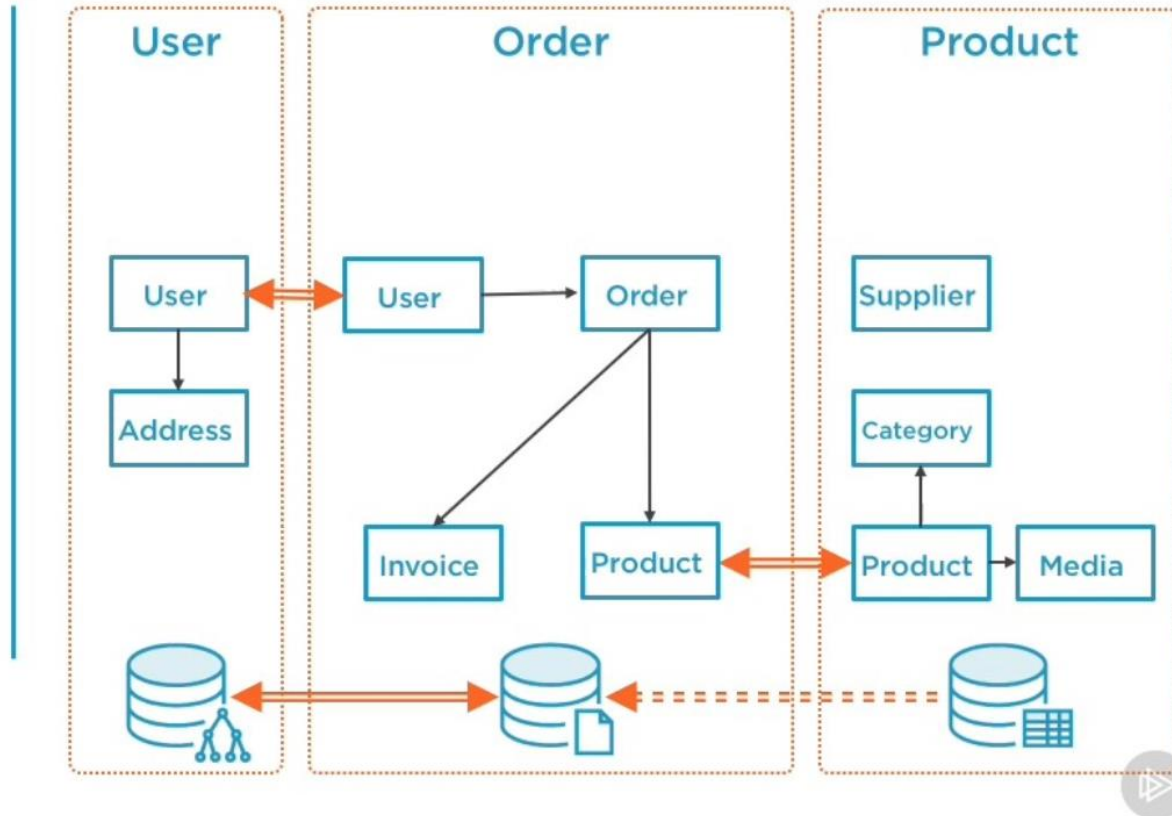 User
Order
Product
User
User
Order
Supplier
Address
Category
Invoice
Product
Product
Media